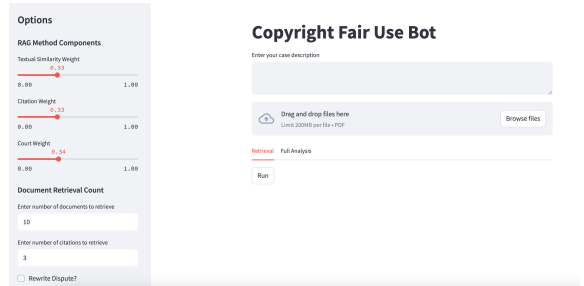 Options
RAG Method Components
Textual Similarity Weight
0.33
0.00 1.00
Citation Weight
0.33
0.00 1.00
Court Weight
0.34
0.00 1.00
Document Retrieval Count
Enter number of documents to retrieve
10
Enter number of citations to retrieve
3
Rewrite Dispute?
Copyright Fair Use Bot
Enter your case description
Drag and drop files here
Limit 200MB per file • PDF
Browse files
Retrieval Full Analysis
Run